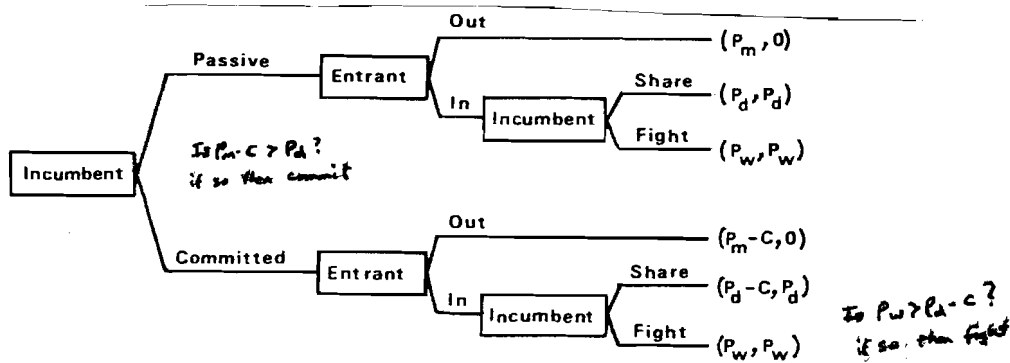 Out
(Pm, 0)
Passive
Entrant
Share
(Pd, Pd)
In
Incumbent
Fight
(Pw, Pw)
Is Pm-C > Pd?
if so then commit
Incumbent
Out
(Pm-C, 0)
Committed
Entrant
Share
(Pd-C, Pd)
In
Incumbent
Fight
(Pw, Pw)
Is Pw > Pd-C?
if so, then fight